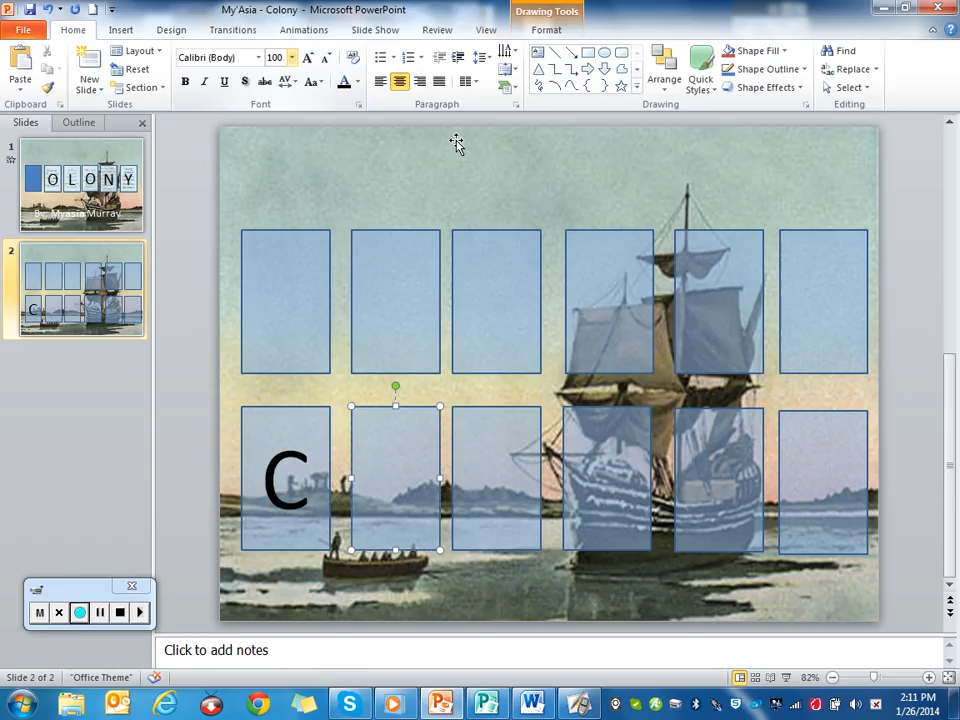 My'Asia - Colony - Microsoft PowerPoint
Drawing Tools
File Home Insert Design Transitions Animations Slide Show Review View Format
Paste
Clipboard
New Slide
Layout
Reset
Section
Slides
Calibri (Body) 100
B I U S abc AV Aa A
Font
Paragraph
Arrange
Quick Styles
Shape Fill
Shape Outline
Shape Effects
Drawing
Find
Replace
Select
Editing
Slides Outline
1
O L O N Y
By: Myasia Murray
2
C
C
M
Click to add notes
Slide 2 of 2 "Office Theme" 82%
2:11 PM
1/26/2014